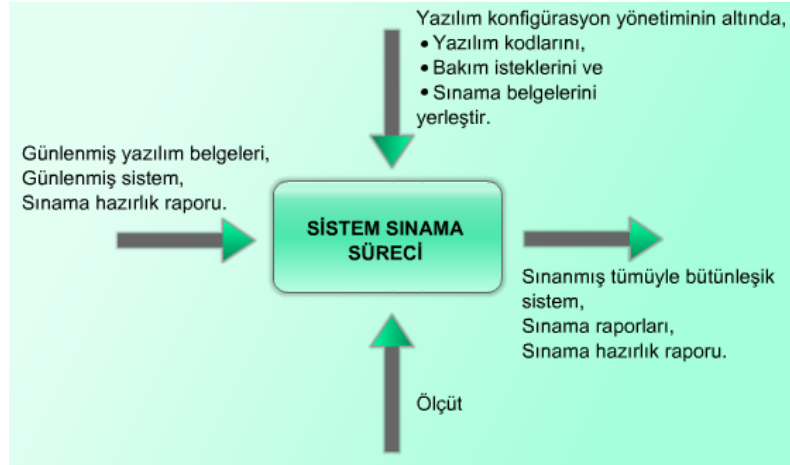 Yazılım konfigürasyon yönetiminin altında,
• Yazılım kodlarını,
• Bakım isteklerini ve
• Sınama belgelerini
yerleştir.
Günlenmiş yazılım belgeleri,
Günlenmiş sistem,
Sınama hazırlık raporu.
SİSTEM SINAMA
SÜRECİ
Sınanmış tümüyle bütünleşik
sistem,
Sınama raporları,
Sınama hazırlık raporu.
Ölçüt